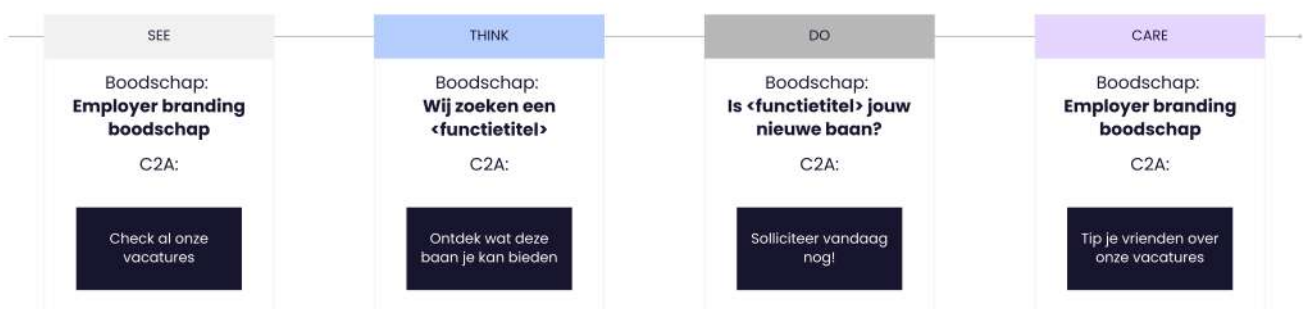 SEE
Boodschap:
Employer branding
boodschap
C2A:
Check al onze
vacatures
THINK
Boodschap:
Wij zoeken een
<functietitel>
C2A:
Ontdek wat deze
baan je kan bieden
DO
Boodschap:
Is <functietitel> jouw
nieuwe baan?
C2A:
Solliciteer vandaag
nog!
CARE
Boodschap:
Employer branding
boodschap
C2A:
Tip je vrienden over
onze vacatures